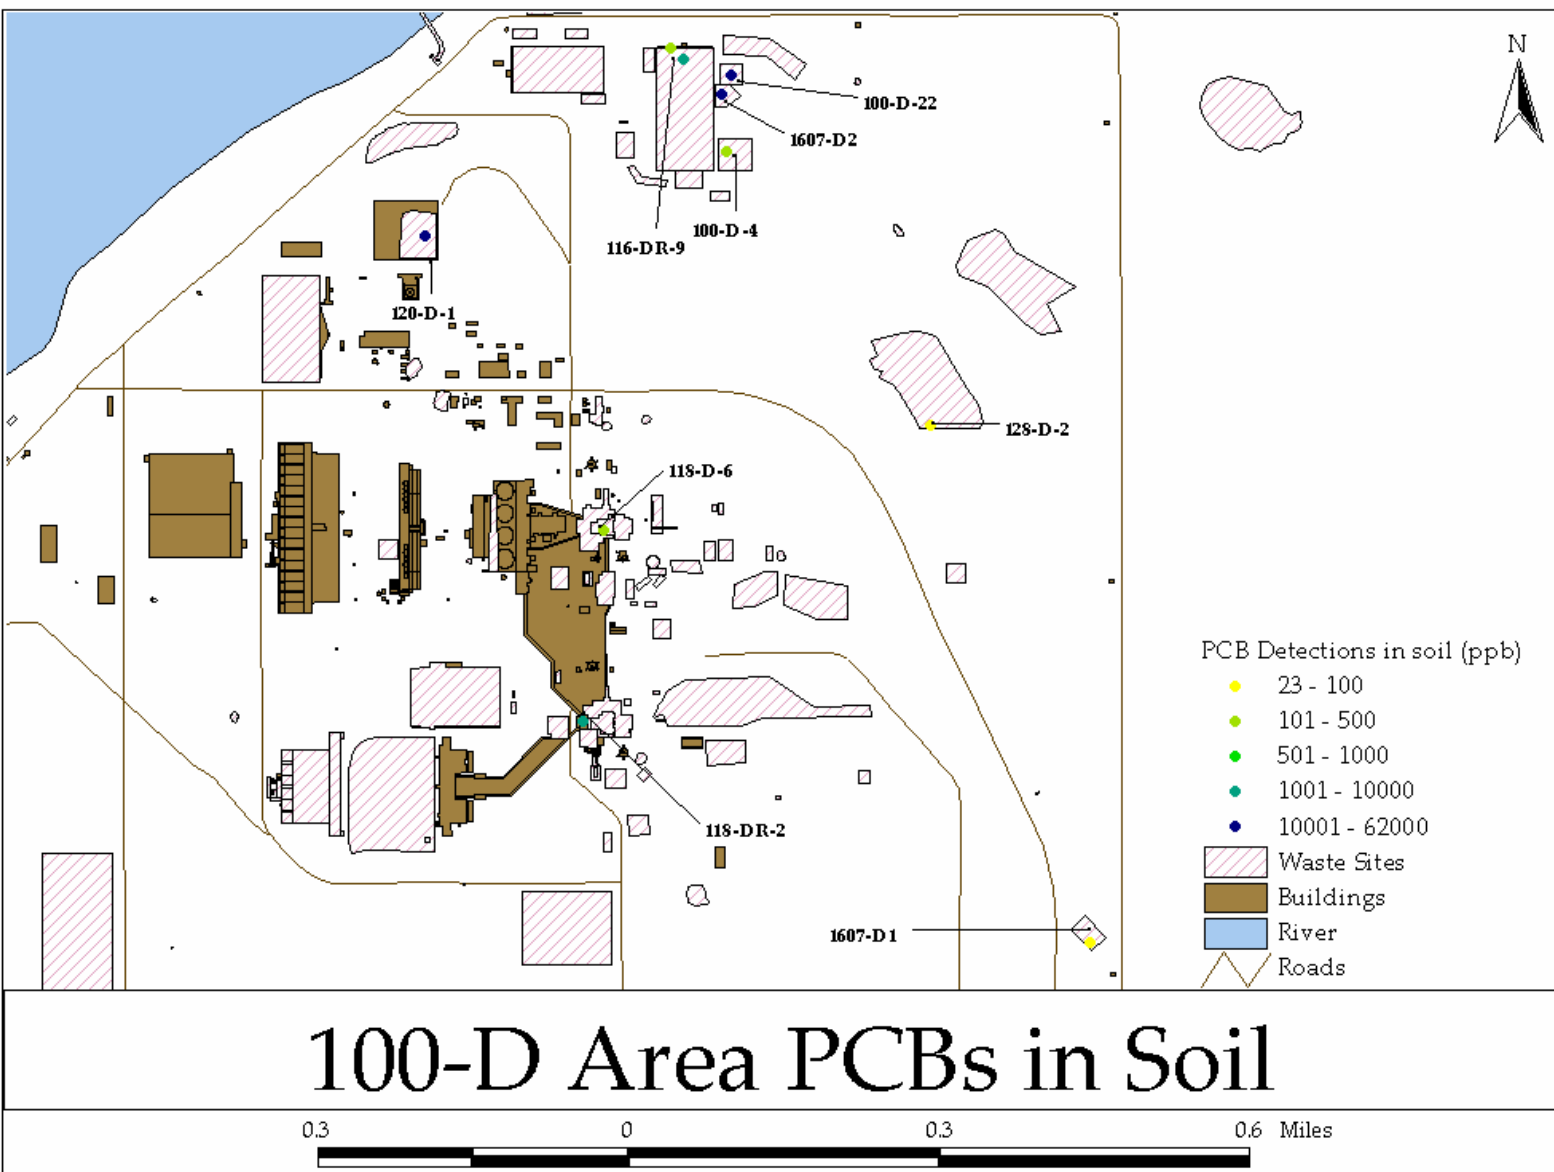 N
100-D-22
1607-D2
100-D-4
116-DR-9
120-D-1
128-D-2
118-D-6
118-DR-2
1607-D1
PCB Detections in soil (ppb)
23 - 100
101 - 500
501 - 1000
1001 - 10000
10001 - 62000
Waste Sites
Buildings
River
Roads
100-D Area PCBs in Soil
0.3 0 0.3 0.6 Miles